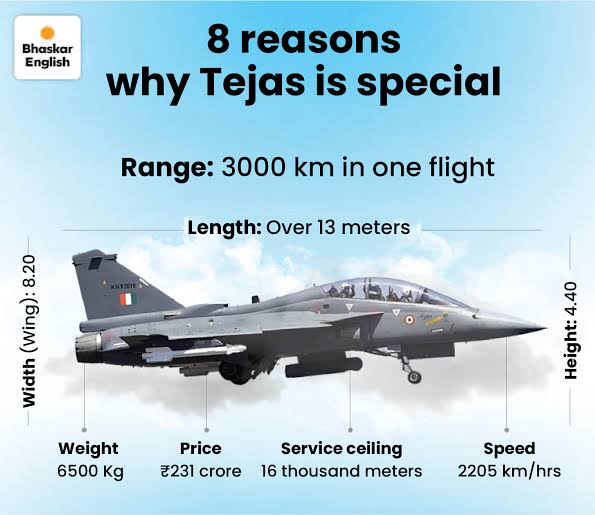 Bhaskar
English
8 reasons
why Tejas is special
Range: 3000 km in one flight
Length: Over 13 meters
Width (Wing): 8.20
Height: 4.40
Weight
6500 Kg
Price
₹231 crore
Service ceiling
16 thousand meters
Speed
2205 km/hrs